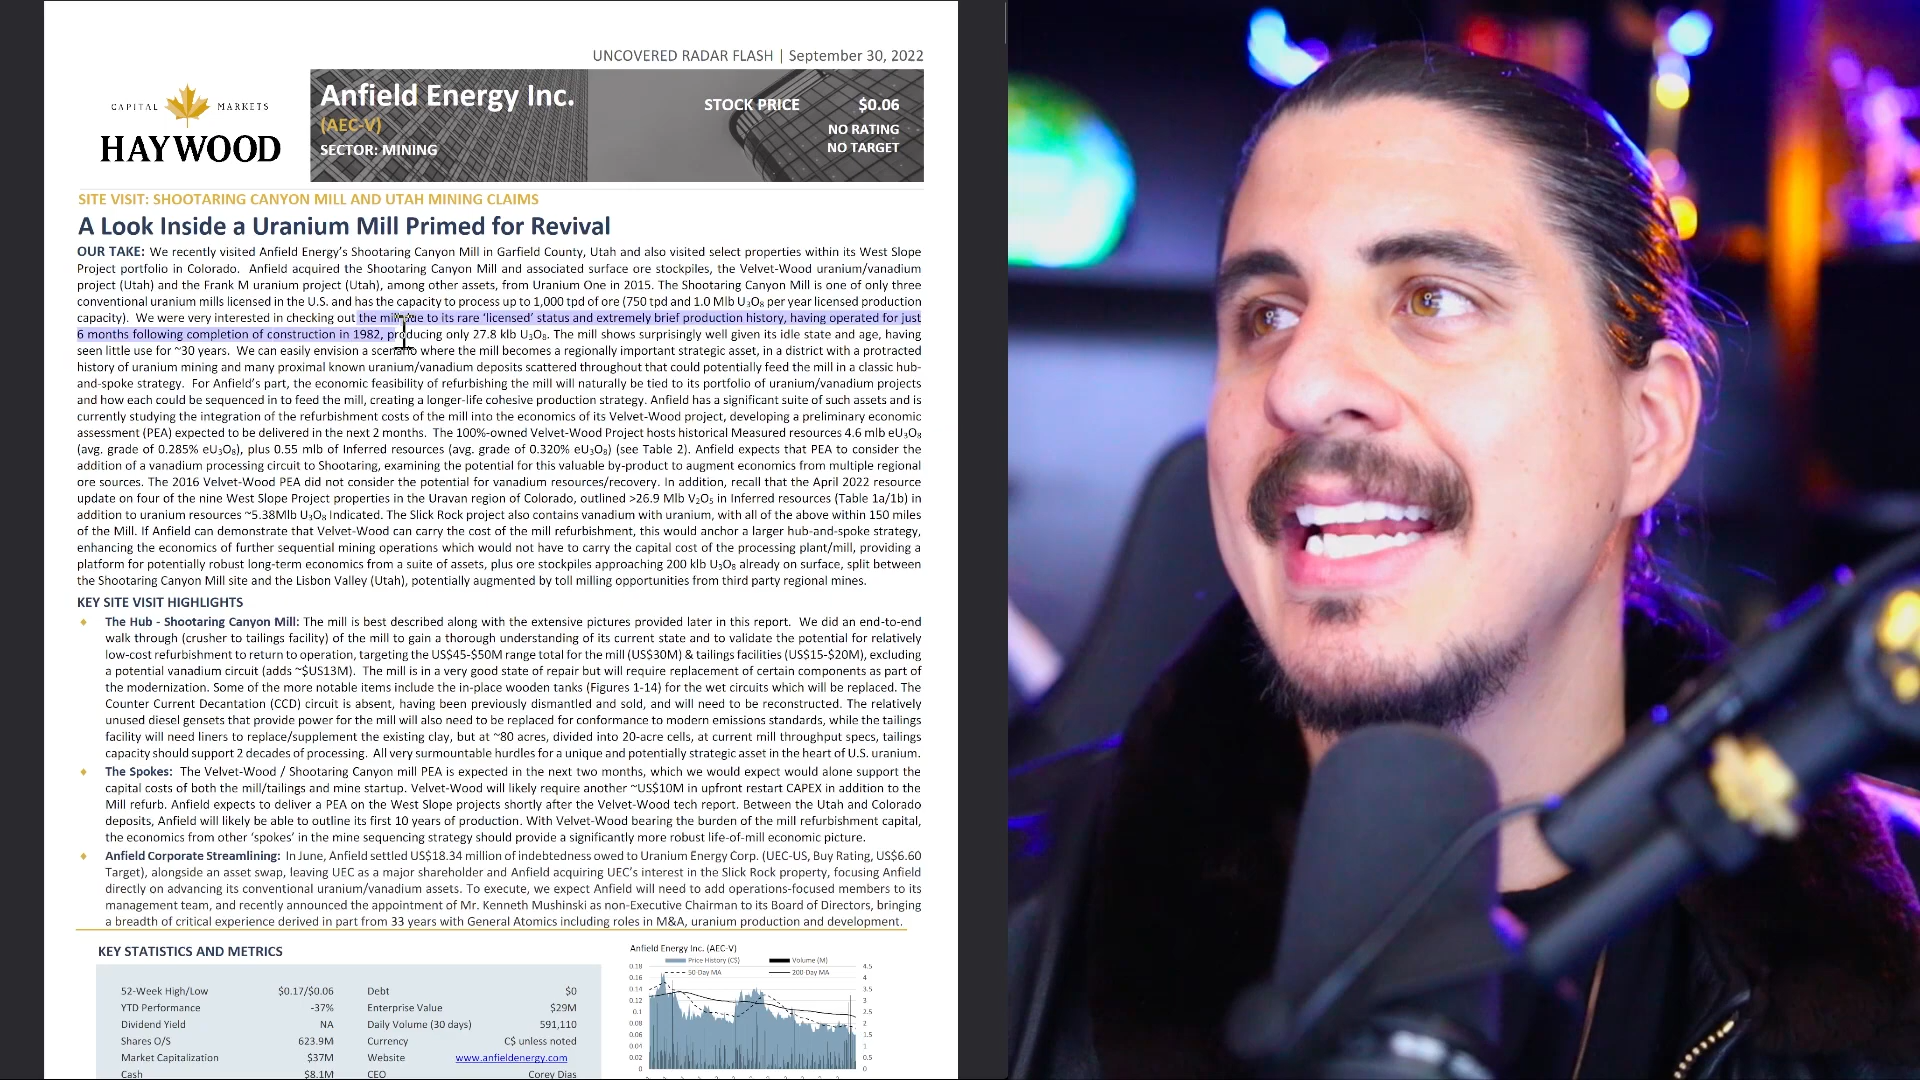 UNCOVERED RADAR FLASH | September 30, 2022
CAPITAL MARKETS
HAYWOOD
Anfield Energy Inc.
(AEC-V)
SECTOR: MINING
STOCK PRICE $0.06
NO RATING
NO TARGET
SITE VISIT: SHOOTARING CANYON MILL AND UTAH MINING CLAIMS
A Look Inside a Uranium Mill Primed for Revival
OUR TAKE: We recently visited Anfield Energy's Shootaring Canyon Mill in Garfield County, Utah and also visited select properties within its West Slope
Project portfolio in Colorado. Anfield acquired the Shootaring Canyon Mill and associated surface ore stockpiles, the Velvet-Wood uranium/vanadium
project (Utah) and the Frank M uranium project (Utah), among other assets, from Uranium One in 2015. The Shootaring Canyon Mill is one of only three
conventional uranium mills licensed in the U.S. and has the capacity to process up to 1,000 tpd of ore (750 tpd and 1.0 Mlb U₃O₈ per year licensed production
capacity). We were very interested in checking out the mill due to its rare 'licensed' status and extremely brief production history, having operated for just
6 months following completion of construction in 1982, producing only 27.8 klb U₃O₈. The mill shows surprisingly well given its idle state and age, having
seen little use for ~30 years. We can easily envision a scenario where the mill becomes a regionally important strategic asset, in a district with a protracted
history of uranium mining and many proximal known uranium/vanadium deposits scattered throughout that could potentially feed the mill in a classic hub-
and-spoke strategy. For Anfield's part, the economic feasibility of refurbishing the mill will naturally be tied to its portfolio of uranium/vanadium projects
and how each could be sequenced in to feed the mill, creating a longer-life cohesive production strategy. Anfield has a significant suite of such assets and is
currently studying the integration of the refurbishment costs of the mill into the economics of its Velvet-Wood project, developing a preliminary economic
assessment (PEA) expected to be delivered in the next 2 months. The 100%-owned Velvet-Wood Project hosts historical Measured resources 4.6 mlb eU₃O₈
(avg. grade of 0.285% eU₃O₈), plus 0.55 mlb of Inferred resources (avg. grade of 0.320% eU₃O₈) (see Table 2). Anfield expects that PEA to consider the
addition of a vanadium processing circuit to Shootaring, examining the potential for this valuable by-product to augment economics from multiple regional
ore sources. The 2016 Velvet-Wood PEA did not consider the potential for vanadium resources/recovery. In addition, recall that the April 2022 resource
update on four of the nine West Slope Project properties in the Uravan region of Colorado, outlined >26.9 Mlb V₂O₅ in Inferred resources (Table 1a/1b) in
addition to uranium resources ~5.38Mlb U₃O₈ Indicated. The Slick Rock project also contains vanadium with uranium, with all of the above within 150 miles
of the Mill. If Anfield can demonstrate that Velvet-Wood can carry the cost of the mill refurbishment, this would anchor a larger hub-and-spoke strategy,
enhancing the economics of further sequential mining operations which would not have to carry the capital cost of the processing plant/mill, providing a
platform for potentially robust long-term economics from a suite of assets, plus ore stockpiles approaching 200 klb U₃O₈ already on surface, split between
the Shootaring Canyon Mill site and the Lisbon Valley (Utah), potentially augmented by toll milling opportunities from third party regional mines.
KEY SITE VISIT HIGHLIGHTS
The Hub - Shootaring Canyon Mill: The mill is best described along with the extensive pictures provided later in this report. We did an end-to-end
walk through (crusher to tailings facility) of the mill to gain a thorough understanding of its current state and to validate the potential for relatively
low-cost refurbishment to return to operation, targeting the US$45-$50M range total for the mill (US$30M) & tailings facilities (US$15-$20M), excluding
a potential vanadium circuit (adds ~$US13M). The mill is in a very good state of repair but will require replacement of certain components as part of
the modernization. Some of the more notable items include the in-place wooden tanks (Figures 1-14) for the wet circuits which will be replaced. The
Counter Current Decantation (CCD) circuit is absent, having been previously dismantled and sold, and will need to be reconstructed. The relatively
unused diesel gensets that provide power for the mill will also need to be replaced for conformance to modern emissions standards, while the tailings
facility will need liners to replace/supplement the existing clay, but at ~80 acres, divided into 20-acre cells, at current mill throughput specs, tailings
capacity should support 2 decades of processing. All very surmountable hurdles for a unique and potentially strategic asset in the heart of U.S. uranium.
The Spokes: The Velvet-Wood / Shootaring Canyon mill PEA is expected in the next two months, which we would expect would alone support the
capital costs of both the mill/tailings and mine startup. Velvet-Wood will likely require another ~US$10M in upfront restart CAPEX in addition to the
Mill refurb. Anfield expects to deliver a PEA on the West Slope projects shortly after the Velvet-Wood tech report. Between the Utah and Colorado
deposits, Anfield will likely be able to outline its first 10 years of production. With Velvet-Wood bearing the burden of the mill refurbishment capital,
the economics from other 'spokes' in the mine sequencing strategy should provide a significantly more robust life-of-mill economic picture.
Anfield Corporate Streamlining: In June, Anfield settled US$18.34 million of indebtedness owed to Uranium Energy Corp. (UEC-US, Buy Rating, US$6.60
Target), alongside an asset swap, leaving UEC as a major shareholder and Anfield acquiring UEC's interest in the Slick Rock property, focusing Anfield
directly on advancing its conventional uranium/vanadium assets. To execute, we expect Anfield will need to add operations-focused members to its
management team, and recently announced the appointment of Mr. Kenneth Mushinski as non-Executive Chairman to its Board of Directors, bringing
a breadth of critical experience derived in part from 33 years with General Atomics including roles in M&A, uranium production and development.
KEY STATISTICS AND METRICS
52-Week High/Low $0.17/$0.06 Debt $0
YTD Performance -37% Enterprise Value $29M
Dividend Yield NA Daily Volume (30 days) 591,110
Shares O/S 623.9M Currency C$ unless noted
Market Capitalization $37M Website www.anfieldenergy.com
Cash $8.1M CEO Corey Dias
Anfield Energy Inc. (AEC-V)
Price History (C$) Volume (M)
50 Day MA 200-Day MA
0.18 4.5
0.16 4
0.14 3.5
0.12 3
0.1 2.5
0.08 2
0.06 1.5
0.04 1
0.02 0.5
0 0